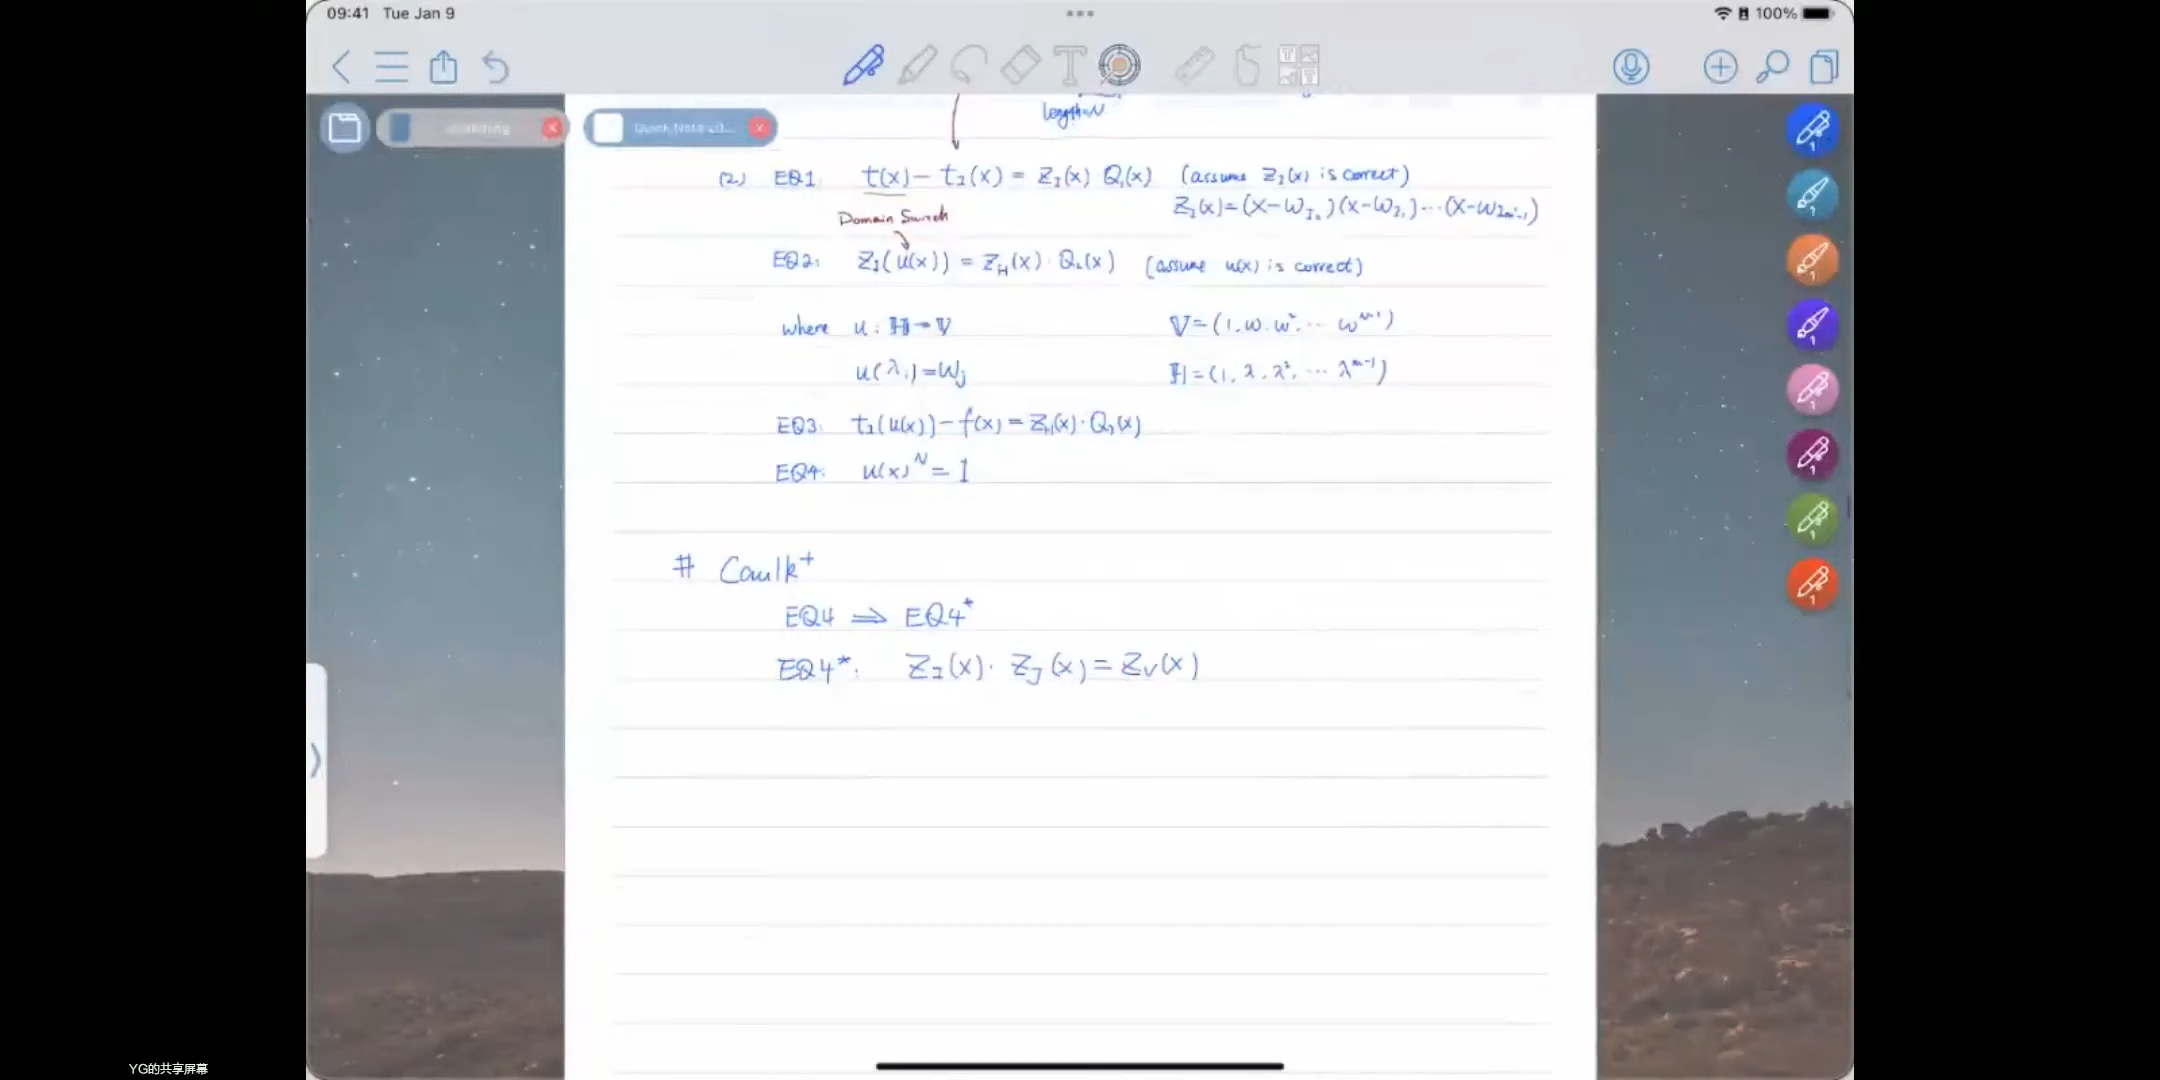 09:41 Tue Jan 9
100%
Quick Note
length=N
(2) EQ1: t(x) − t_I(x) = Z_I(x) · Q_1(x) (assume Z_I(x) is correct)
Z_I(x)=(x−ω_{I_0})(x−ω_{I_1})⋯(x−ω_{I_{m-1}})
Domain Switch
EQ2: Z_I(u(x)) = Z_H(x) · Q_2(x) (assume u(x) is correct)
where u: ℍ→𝕍 𝕍=(1, ω, ω², ⋯ ω^{N-1})
u(λ_i)=ω_j ℍ=(1, λ, λ², ⋯ λ^{m-1})
EQ3: t_I(u(x)) − f(x) = Z_H(x) · Q_3(x)
EQ4: u(x)^N = 1
# Caulk⁺
EQ4 ⇒ EQ4*
EQ4*: Z_I(x) · Z_J(x) = Z_V(x)
YG的共享屏幕